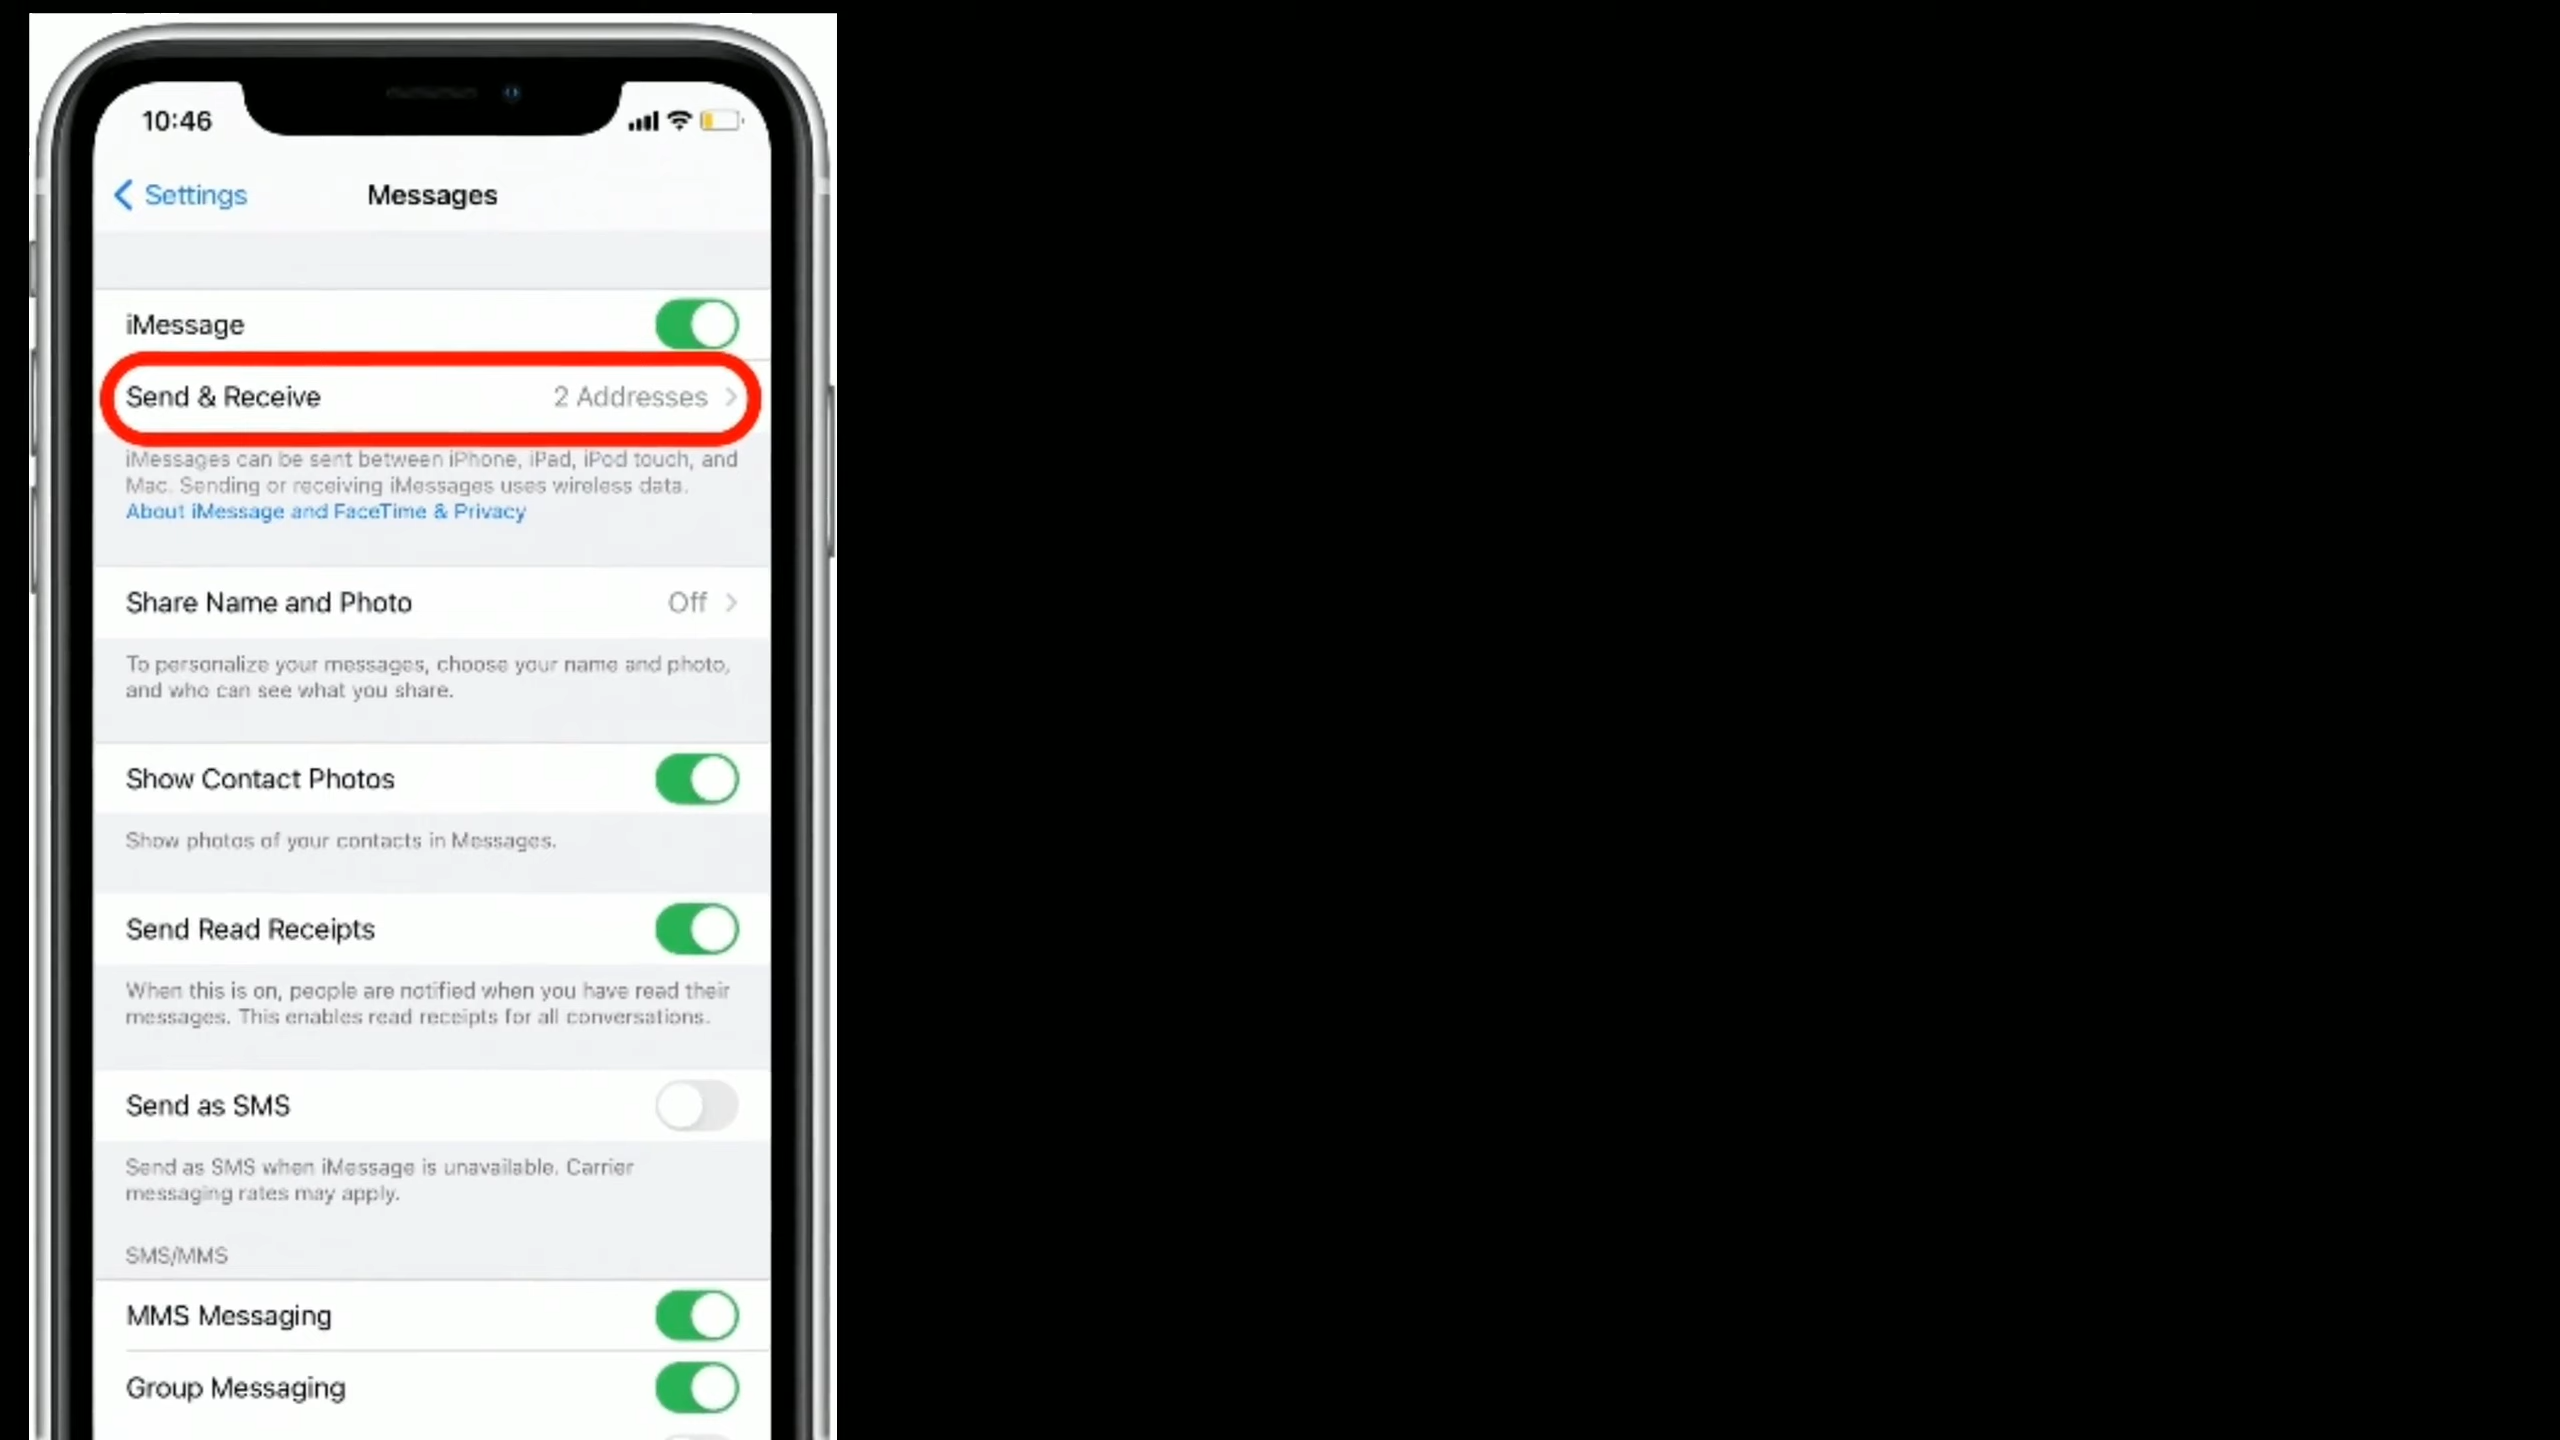 10:46
Settings
Messages
iMessage
Send & Receive 2 Addresses
iMessages can be sent between iPhone, iPad, iPod touch, and
Mac. Sending or receiving iMessages uses wireless data.
About iMessage and FaceTime & Privacy
Share Name and Photo Off
To personalize your messages, choose your name and photo,
and who can see what you share.
Show Contact Photos
Show photos of your contacts in Messages.
Send Read Receipts
When this is on, people are notified when you have read their
messages. This enables read receipts for all conversations.
Send as SMS
Send as SMS when iMessage is unavailable. Carrier
messaging rates may apply.
SMS/MMS
MMS Messaging
Group Messaging